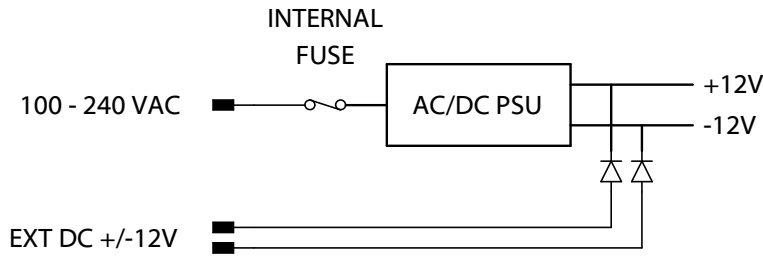 INTERNAL
FUSE
100 - 240 VAC
AC/DC PSU
+12V
-12V
EXT DC +/-12V